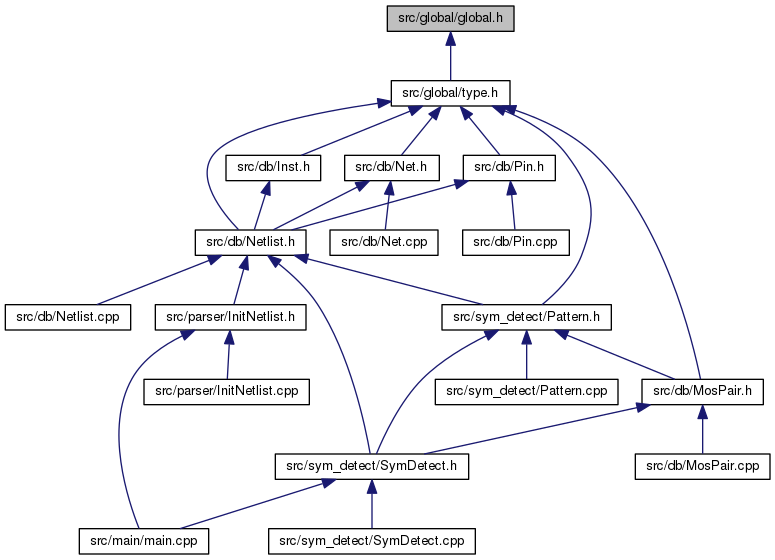 src/global/global.h
src/global/type.h
src/db/Inst.h
src/db/Net.h
src/db/Pin.h
src/db/Netlist.h
src/db/Net.cpp
src/db/Pin.cpp
src/db/Netlist.cpp
src/parser/InitNetlist.h
src/sym_detect/Pattern.h
src/parser/InitNetlist.cpp
src/sym_detect/Pattern.cpp
src/db/MosPair.h
src/sym_detect/SymDetect.h
src/db/MosPair.cpp
src/main/main.cpp
src/sym_detect/SymDetect.cpp